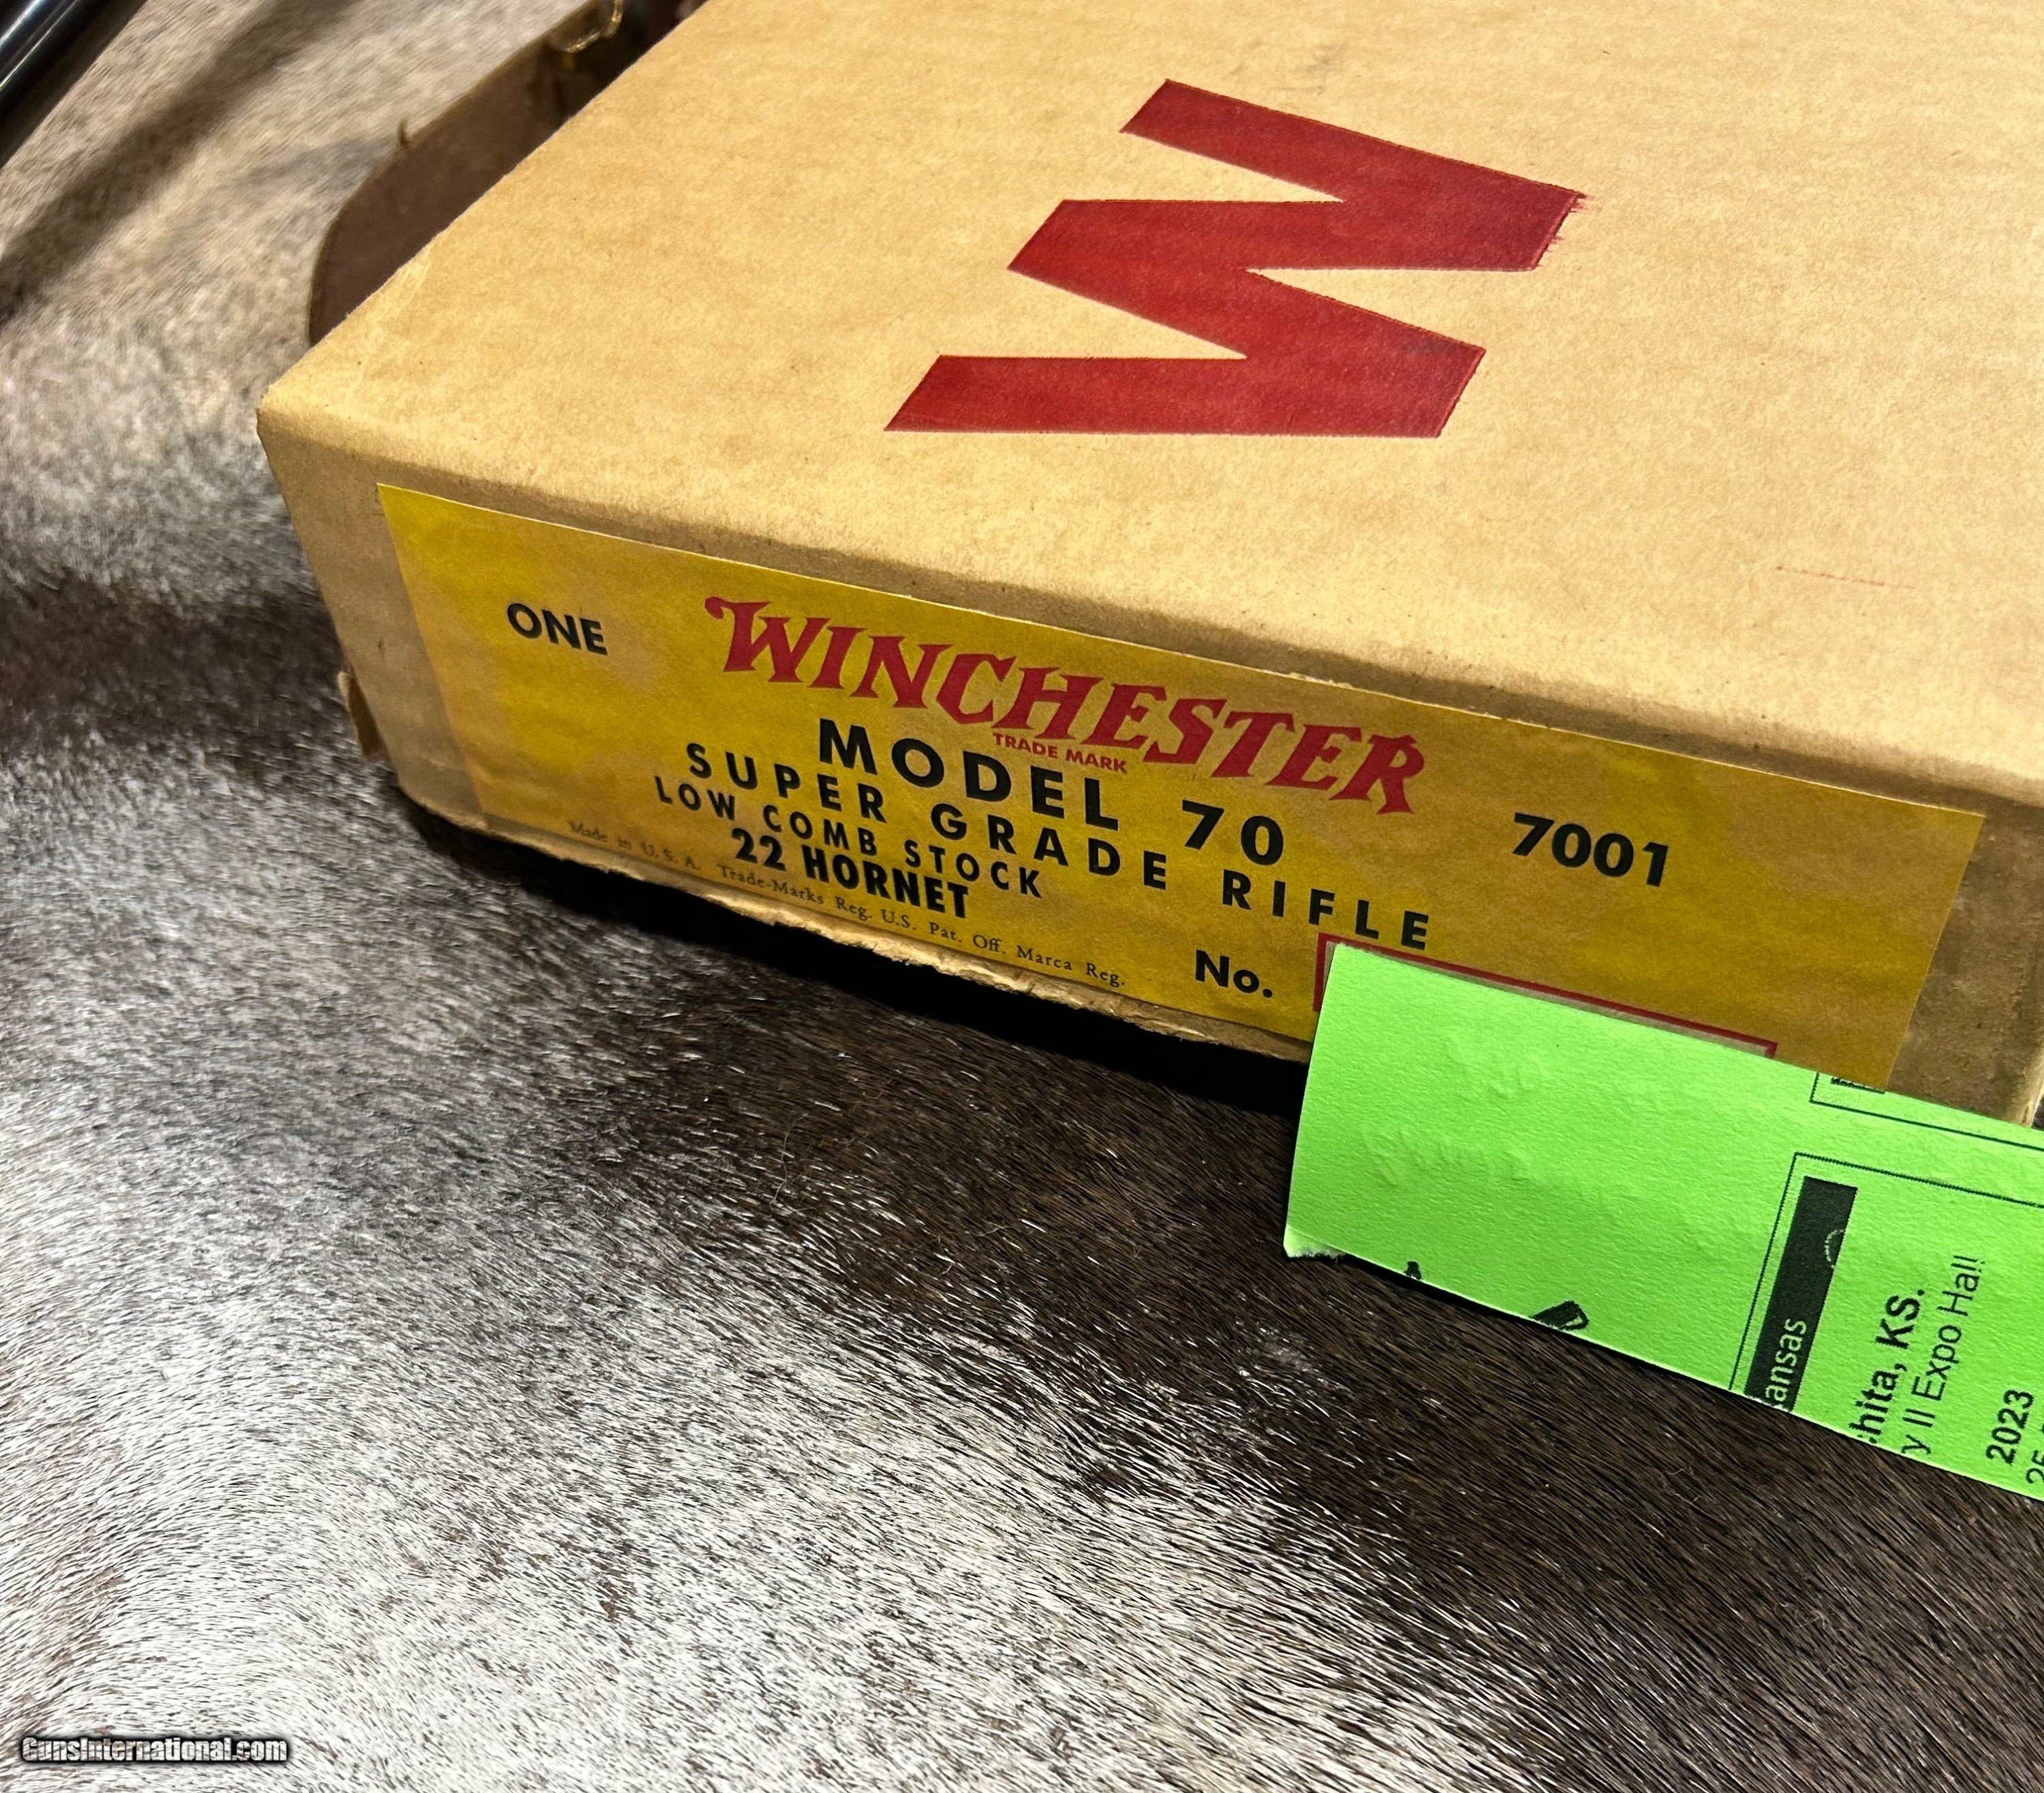 W
ONE
WINCHESTER
TRADE MARK
MODEL 70
7001
SUPER GRADE RIFLE
LOW COMB STOCK
22 HORNET
No.
Made in U.S.A. Trade-Marks Reg. U.S. Pat. Off. Marca Reg.
ansas
hita, KS.
y II Expo Hall
2023
25
GunsInternational.com